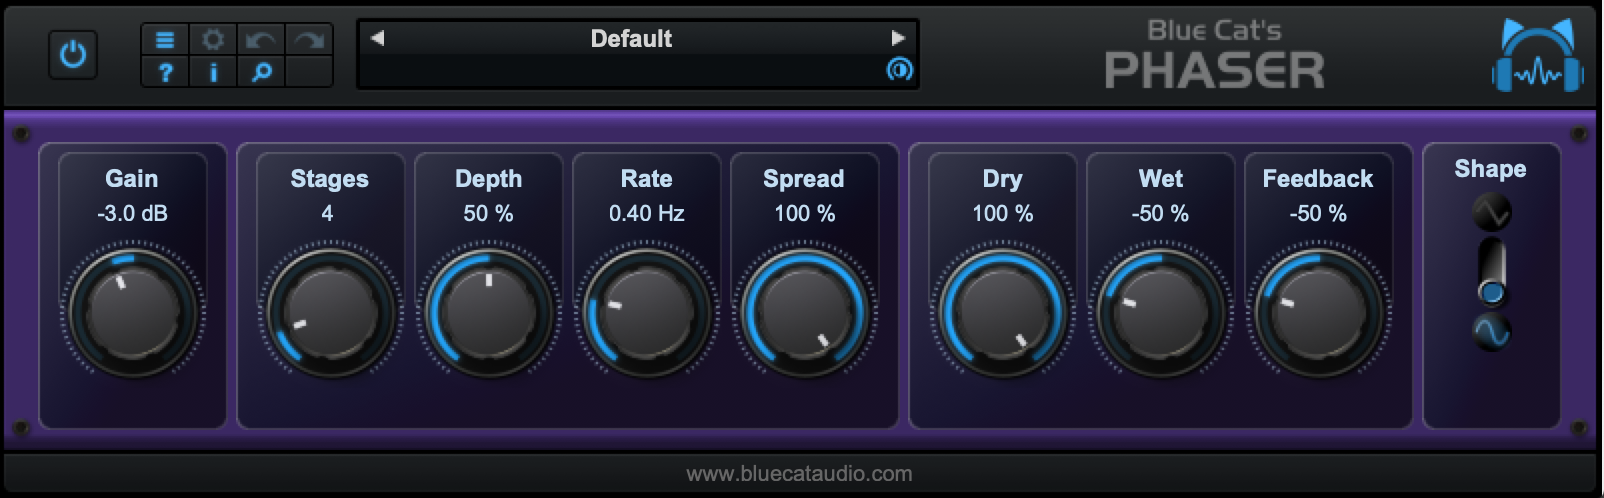 Default
Blue Cat's
PHASER
? i
Gain
-3.0 dB
Stages
4
Depth
50 %
Rate
0.40 Hz
Spread
100 %
Dry
100 %
Wet
-50 %
Feedback
-50 %
Shape
www.bluecataudio.com